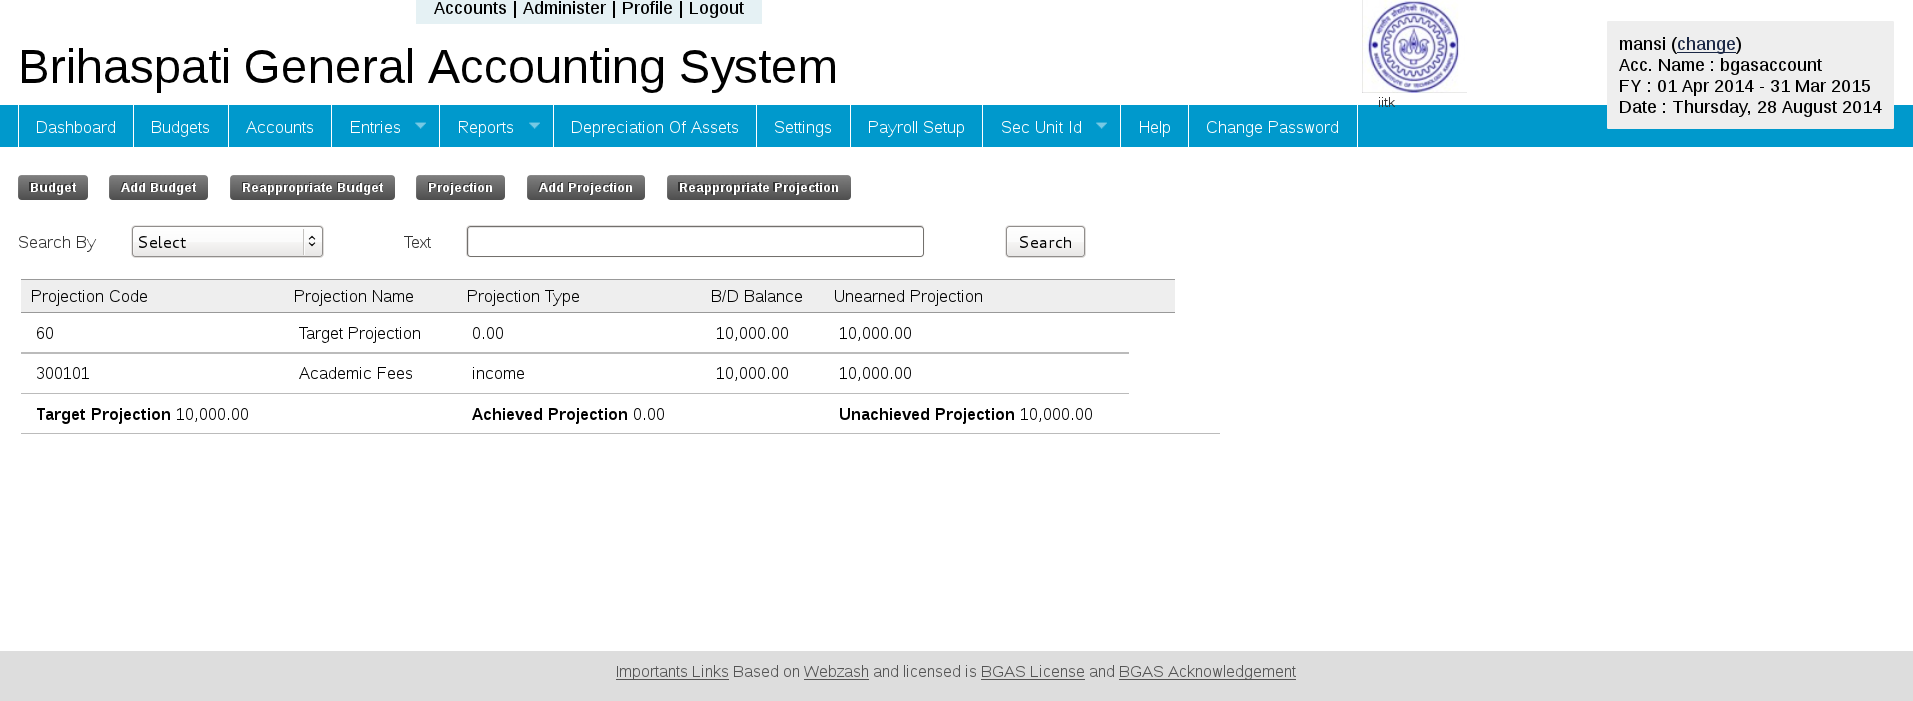 Accounts | Administer | Profile | Logout
Brihaspati General Accounting System
iitk
mansi (change)
Acc. Name : bgasaccount
FY : 01 Apr 2014 - 31 Mar 2015
Date : Thursday, 28 August 2014
Dashboard Budgets Accounts Entries Reports Depreciation Of Assets Settings Payroll Setup Sec Unit Id Help Change Password
Budget Add Budget Reappropriate Budget Projection Add Projection Reappropriate Projection
Search By Select Text Search
Projection Code Projection Name Projection Type B/D Balance Unearned Projection
60 Target Projection 0.00 10,000.00 10,000.00
300101 Academic Fees income 10,000.00 10,000.00
Target Projection 10,000.00 Achieved Projection 0.00 Unachieved Projection 10,000.00
Importants Links Based on Webzash and licensed is BGAS License and BGAS Acknowledgement